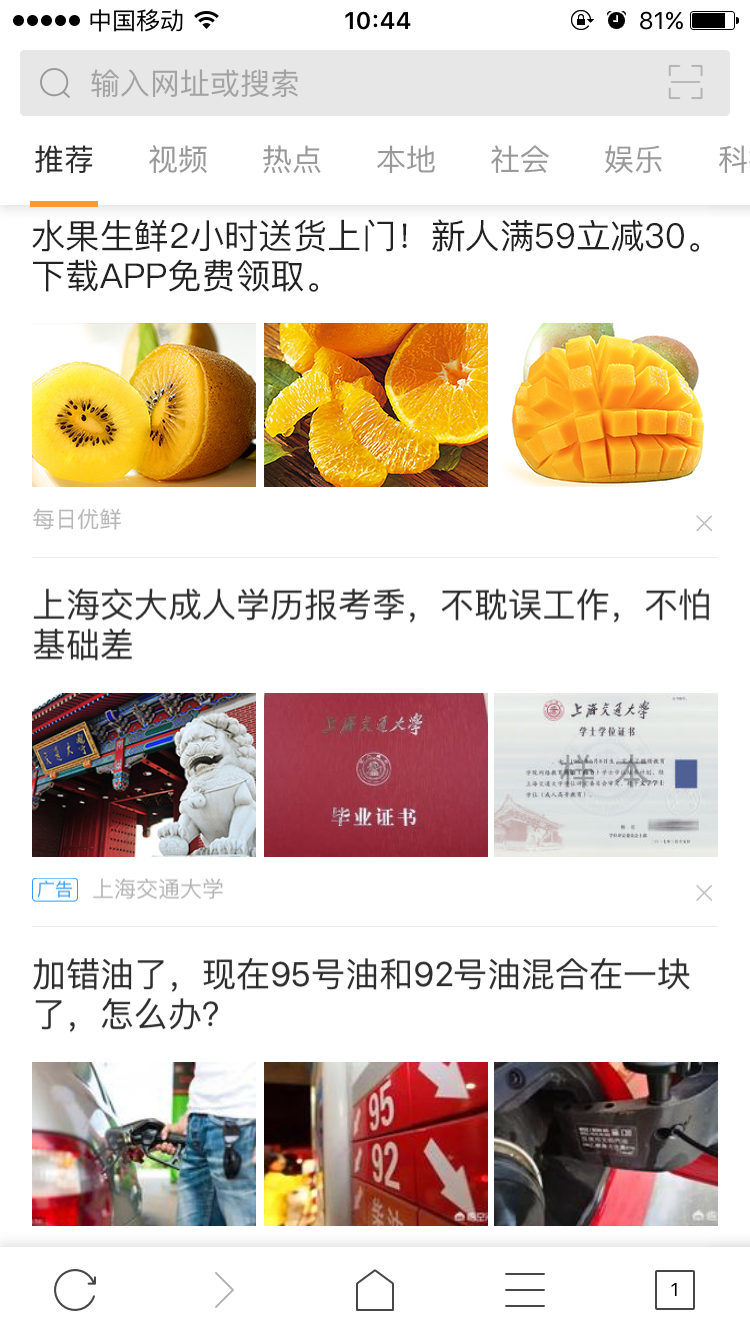 中国移动
10:44
81%
输入网址或搜索
推荐 视频 热点 本地 社会 娱乐
水果生鲜2小时送货上门！新人满59立减30。
下载APP免费领取。
每日优鲜
上海交大成人学历报考季，不耽误工作，不怕
基础差
上海交通大学
毕业证书
上海交通大学
学士学位证书
样本
广告 上海交通大学
加错油了，现在95号油和92号油混合在一块
了，怎么办?
95
92
1